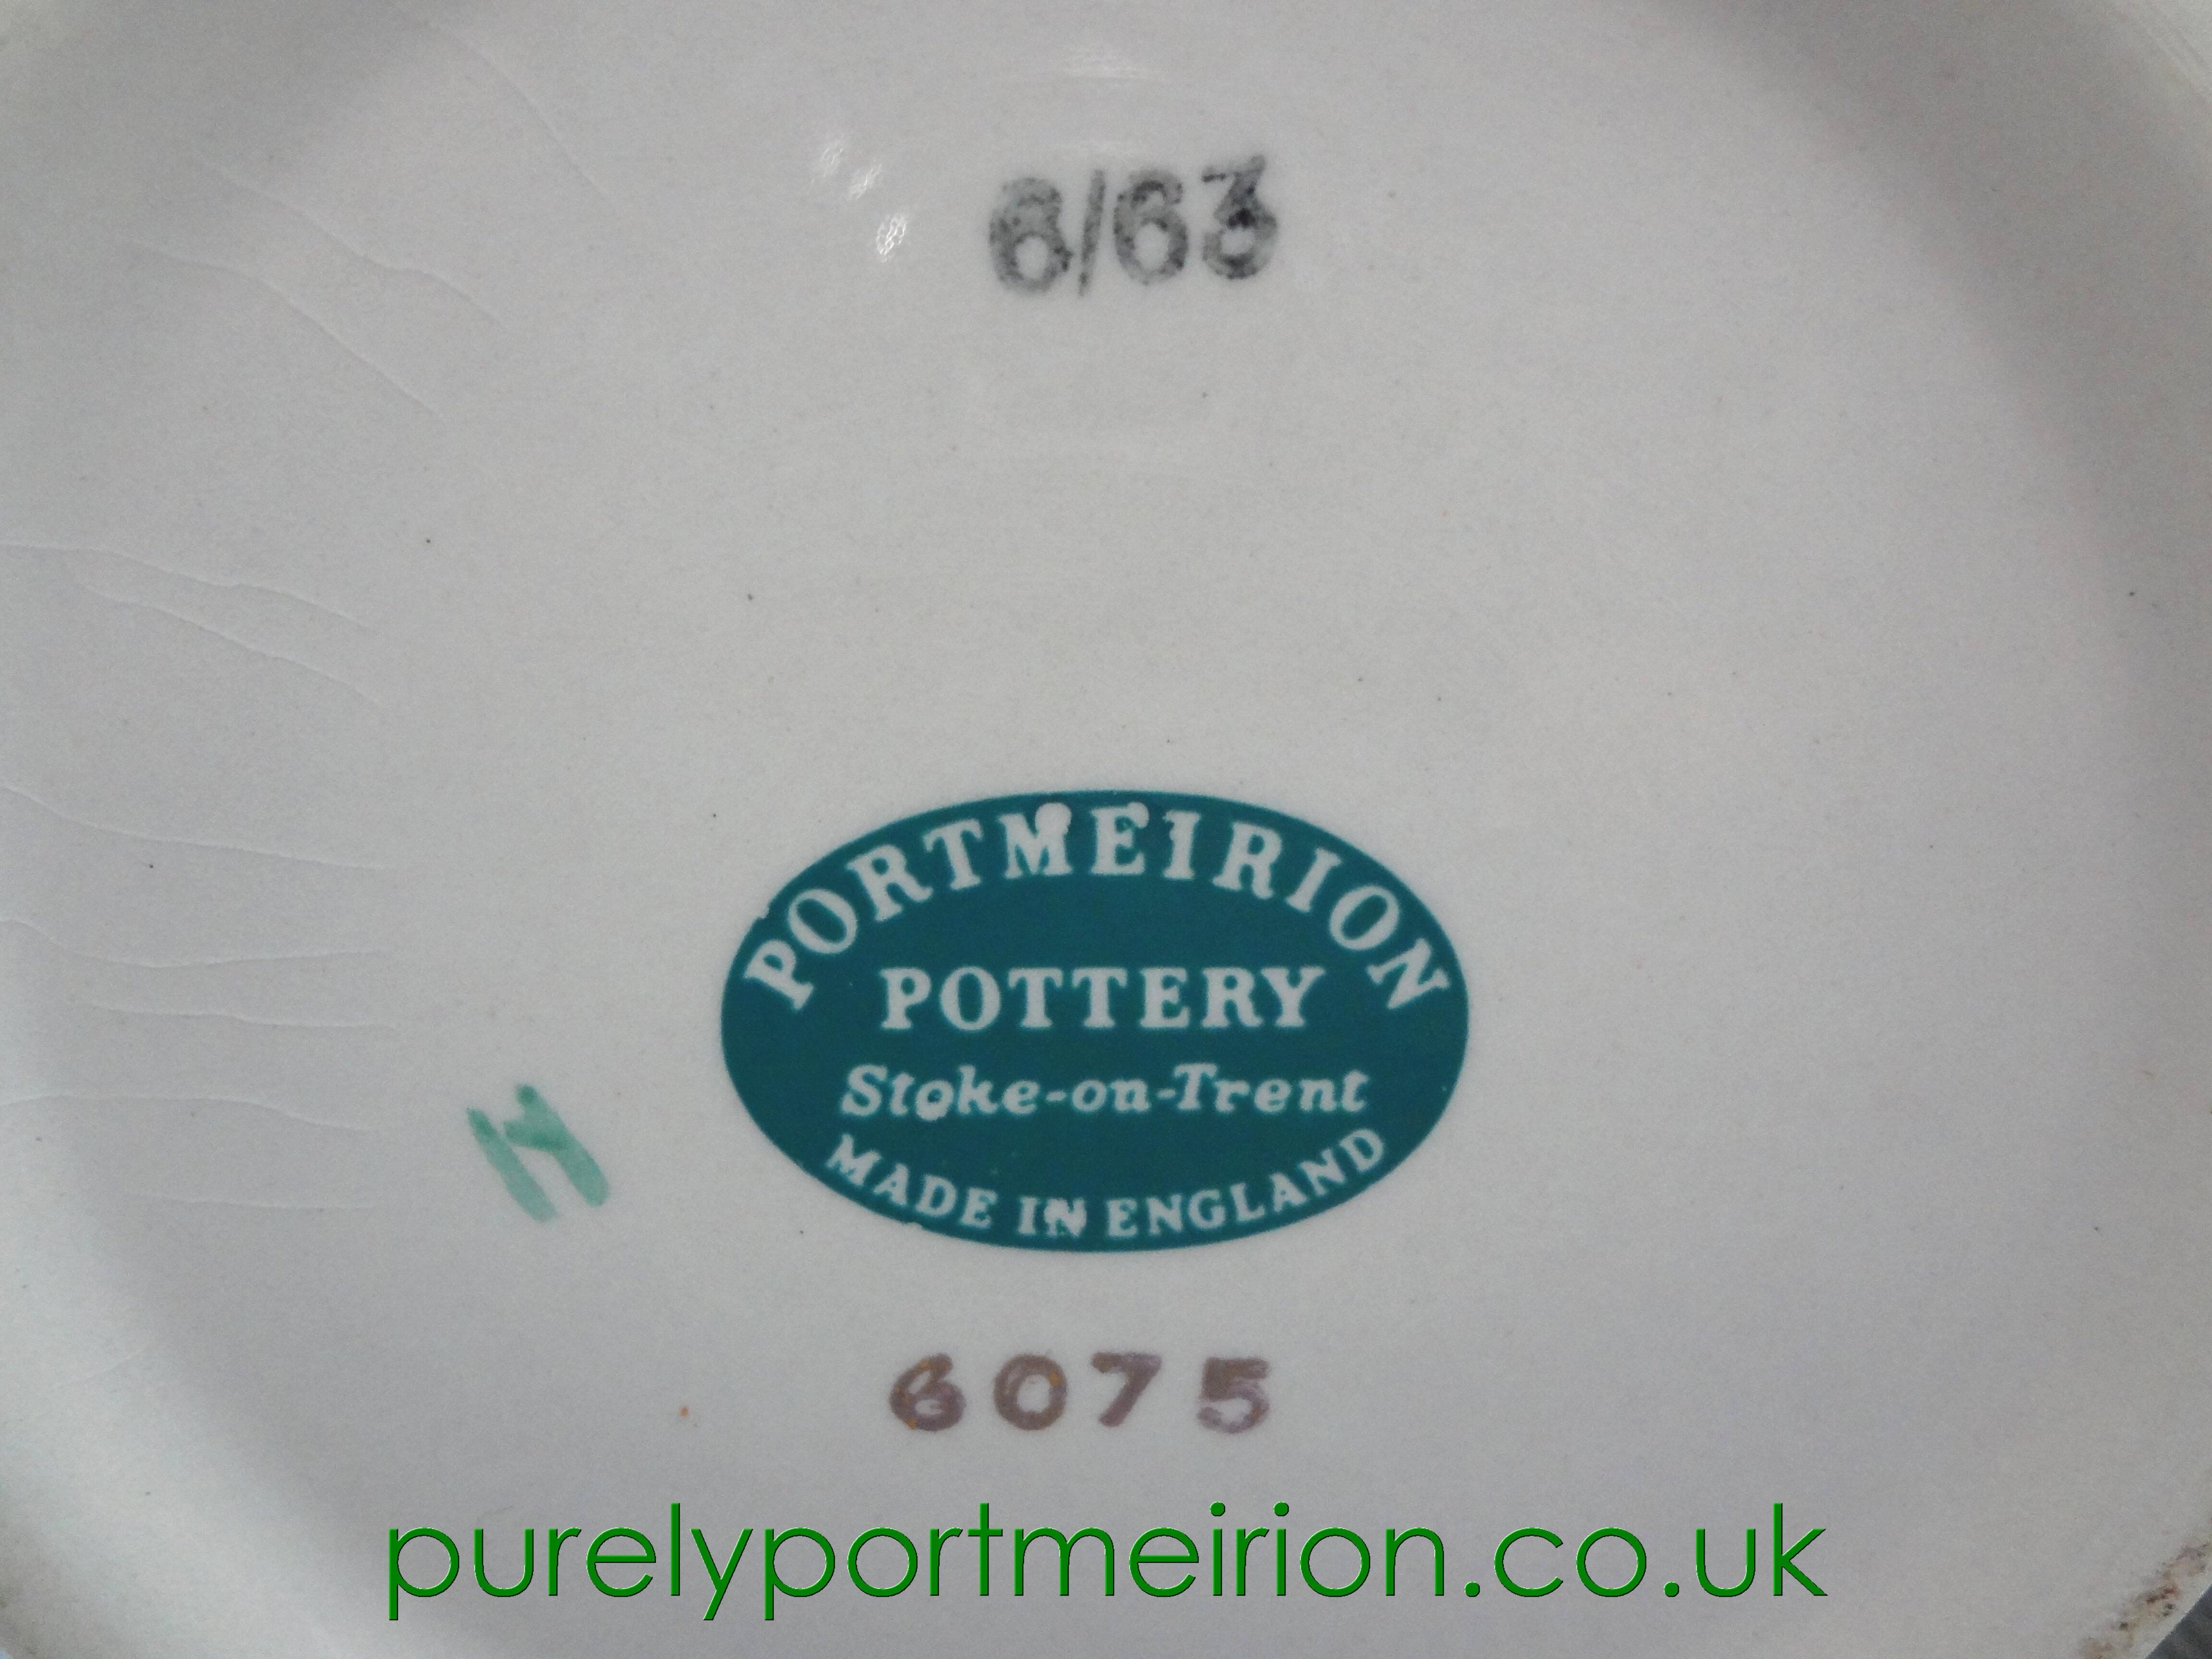 6/63
PORTMEIRION
POTTERY
Stoke-on-Trent
MADE IN ENGLAND
H
6075
purelyportmeirion.co.uk